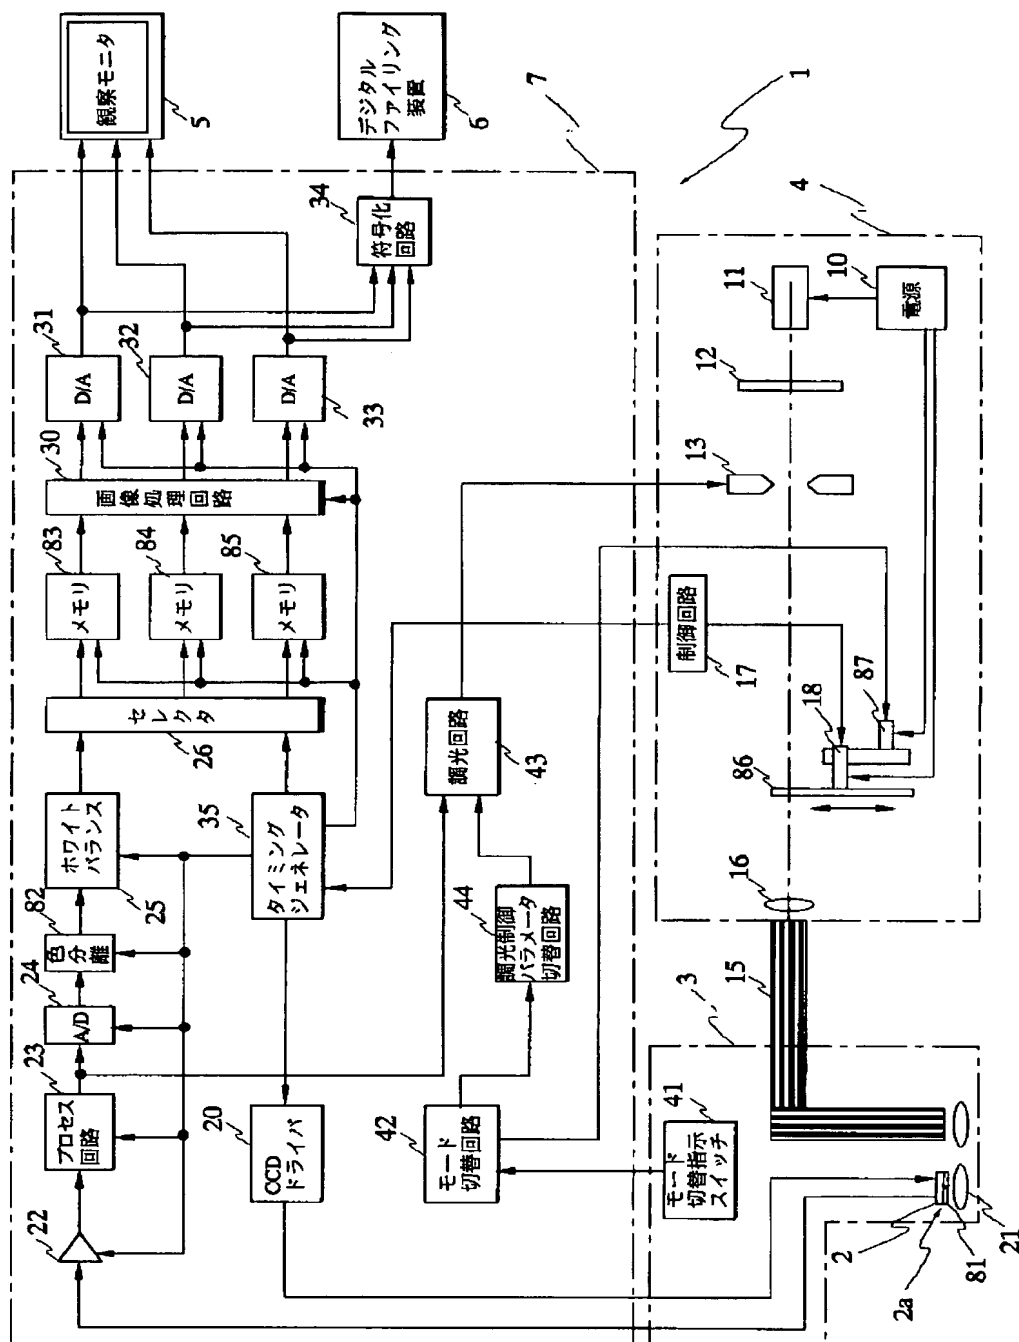 観察モニタ
5
デジタル
ファイリング
装置
6
7
1
34
符号化
回路
31
D/A
32
D/A
D/A
33
30
画像処理回路
83
メモリ
84
メモリ
85
メモリ
セレクタ
26
ホワイト
バランス
25
82
色分離
24
A/D
23
プロセス
回路
22
35
タイミング
ジェネレータ
20
CCD
ドライバ
調光回路
43
44
調光制御
パラメータ
切替回路
42
モード
切替回路
41
モード
切替指示
スイッチ
4
11
10
電源
12
13
制御回路
17
18
87
86
16
15
3
2
2a
81
21